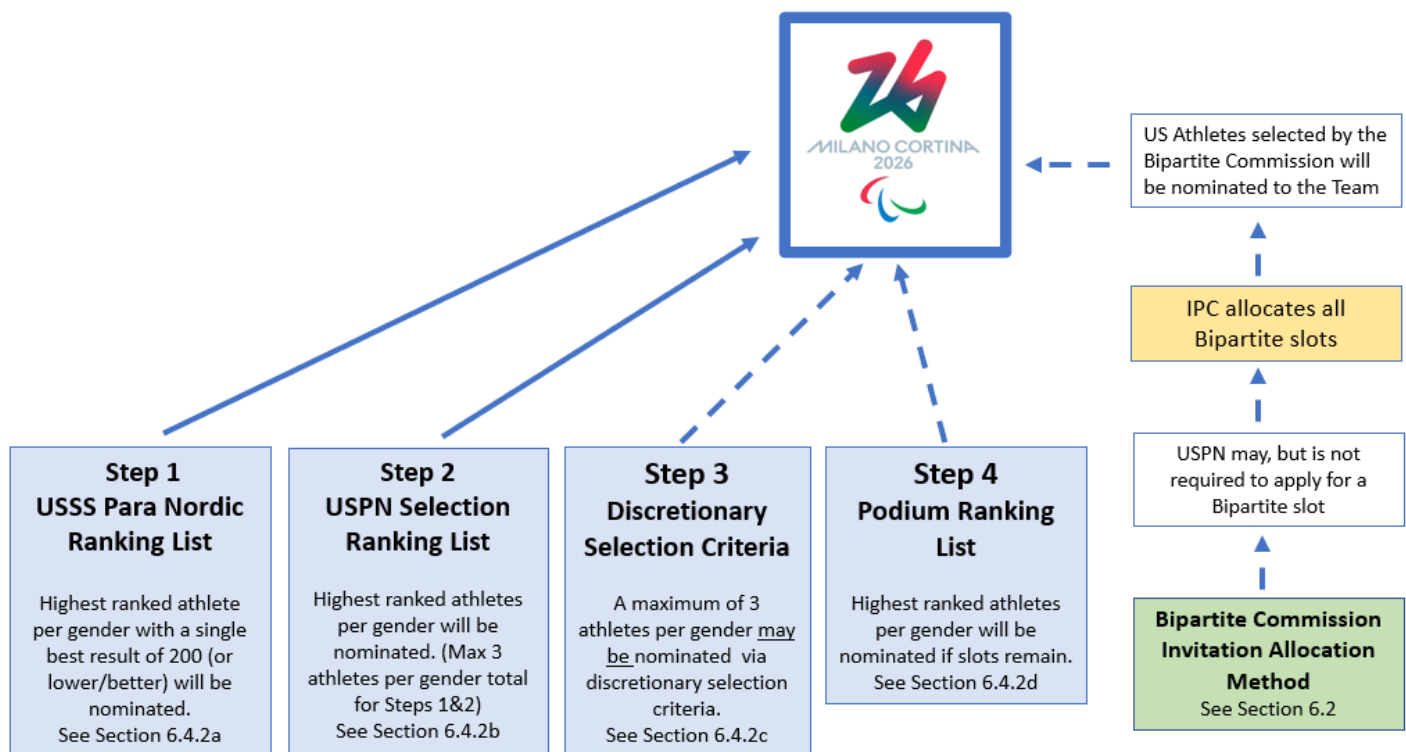 26
MILANO CORTINA
2026
US Athletes selected by the
Bipartite Commission will
be nominated to the Team
IPC allocates all
Bipartite slots
USPN may, but is not
required to apply for a
Bipartite slot
Bipartite Commission
Invitation Allocation
Method
See Section 6.2
Step 1
USSS Para Nordic
Ranking List
Highest ranked athlete
per gender with a single
best result of 200 (or
lower/better) will be
nominated.
See Section 6.4.2a
Step 2
USPN Selection
Ranking List
Highest ranked athletes
per gender will be
nominated. (Max 3
athletes per gender total
for Steps 1&2)
See Section 6.4.2b
Step 3
Discretionary
Selection Criteria
A maximum of 3
athletes per gender may
be nominated via
discretionary selection
criteria.
See Section 6.4.2c
Step 4
Podium Ranking
List
Highest ranked athletes
per gender will be
nominated if slots remain.
See Section 6.4.2d